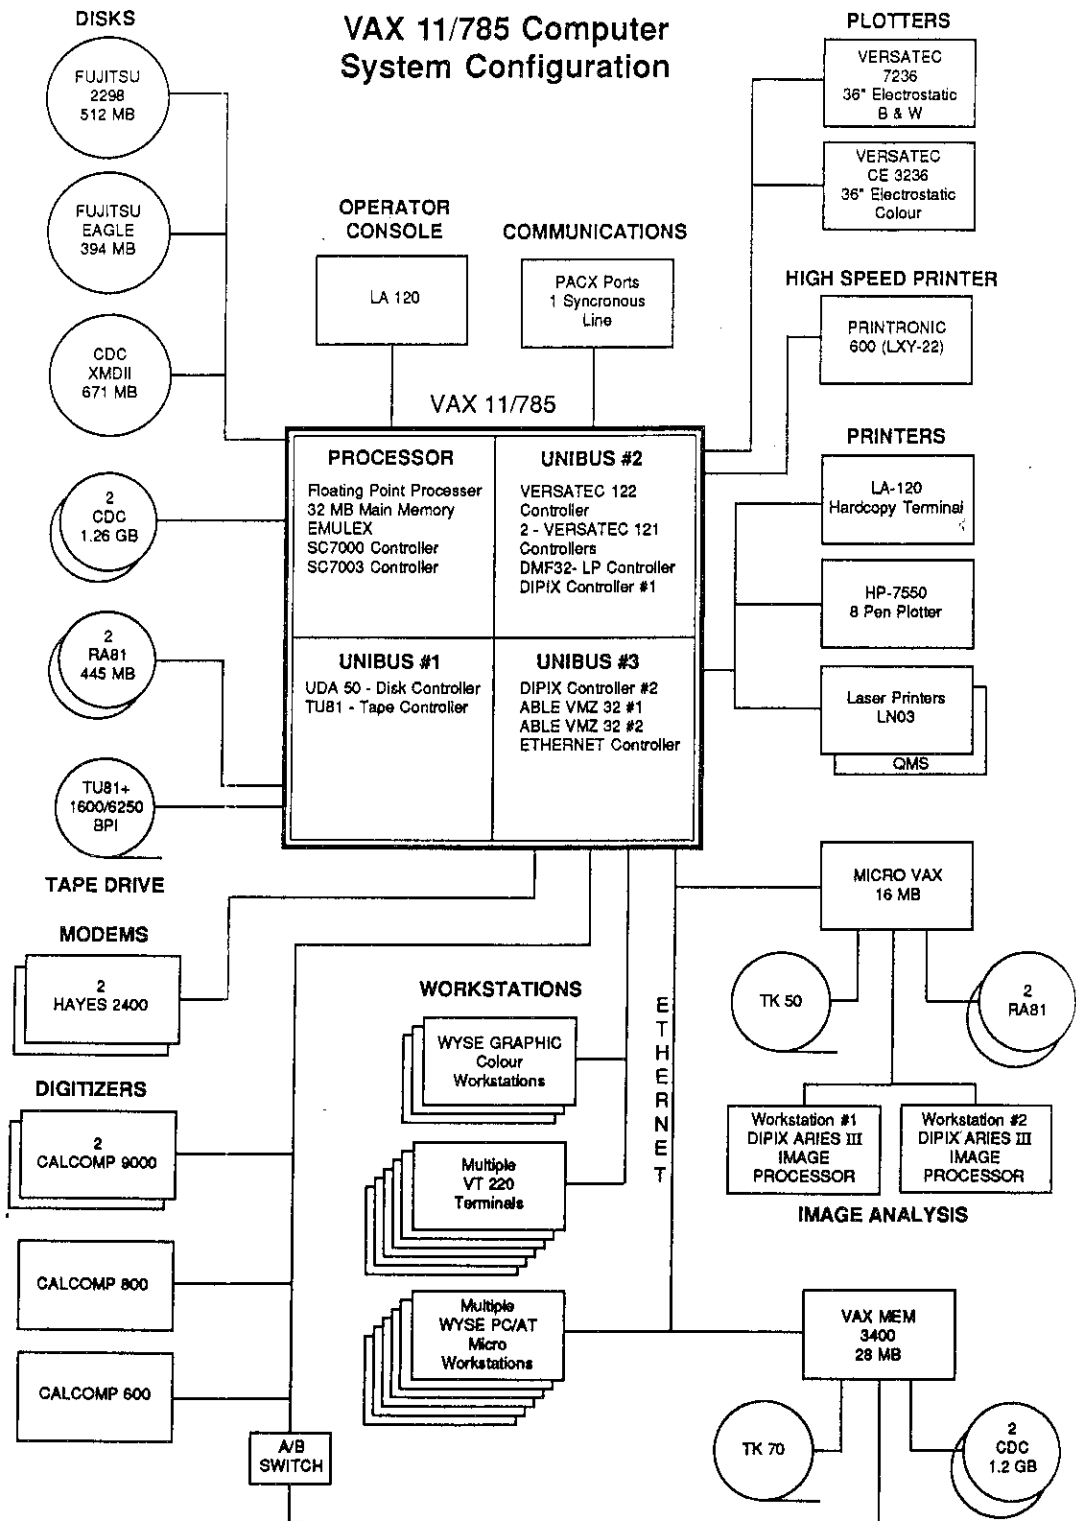 VAX 11/785 Computer
System Configuration
DISKS
FUJITSU
2298
512 MB
FUJITSU
EAGLE
394 MB
CDC
XMDII
671 MB
2
CDC
1.26 GB
2
RA81
445 MB
TU81+
1600/6250
BPI
TAPE DRIVE
OPERATOR
CONSOLE
LA 120
COMMUNICATIONS
PACX Ports
1 Syncronous
Line
PLOTTERS
VERSATEC
7236
36" Electrostatic
B & W
VERSATEC
CE 3236
36" Electrostatic
Colour
HIGH SPEED PRINTER
PRINTRONIC
600 (LXY-22)
PRINTERS
LA-120
Hardcopy Terminal
HP-7550
8 Pen Plotter
Laser Printers
LN03
QMS
VAX 11/785
PROCESSOR
Floating Point Processer
32 MB Main Memory
EMULEX
SC7000 Controller
SC7003 Controller
UNIBUS #2
VERSATEC 122
Controller
2 - VERSATEC 121
Controllers
DMF32- LP Controller
DIPIX Controller #1
UNIBUS #1
UDA 50 - Disk Controller
TU81 - Tape Controller
UNIBUS #3
DIPIX Controller #2
ABLE VMZ 32 #1
ABLE VMZ 32 #2
ETHERNET Controller
MODEMS
2
HAYES 2400
DIGITIZERS
2
CALCOMP 9000
CALCOMP 800
CALCOMP 600
A/B
SWITCH
WORKSTATIONS
WYSE GRAPHIC
Colour
Workstations
Multiple
VT 220
Terminals
Multiple
WYSE PC/AT
Micro
Workstations
ETHERNET
MICRO VAX
16 MB
TK 50
2
RA81
Workstation #1
DIPIX ARIES III
IMAGE
PROCESSOR
Workstation #2
DIPIX ARIES III
IMAGE
PROCESSOR
IMAGE ANALYSIS
VAX MEM
3400
28 MB
TK 70
2
CDC
1.2 GB